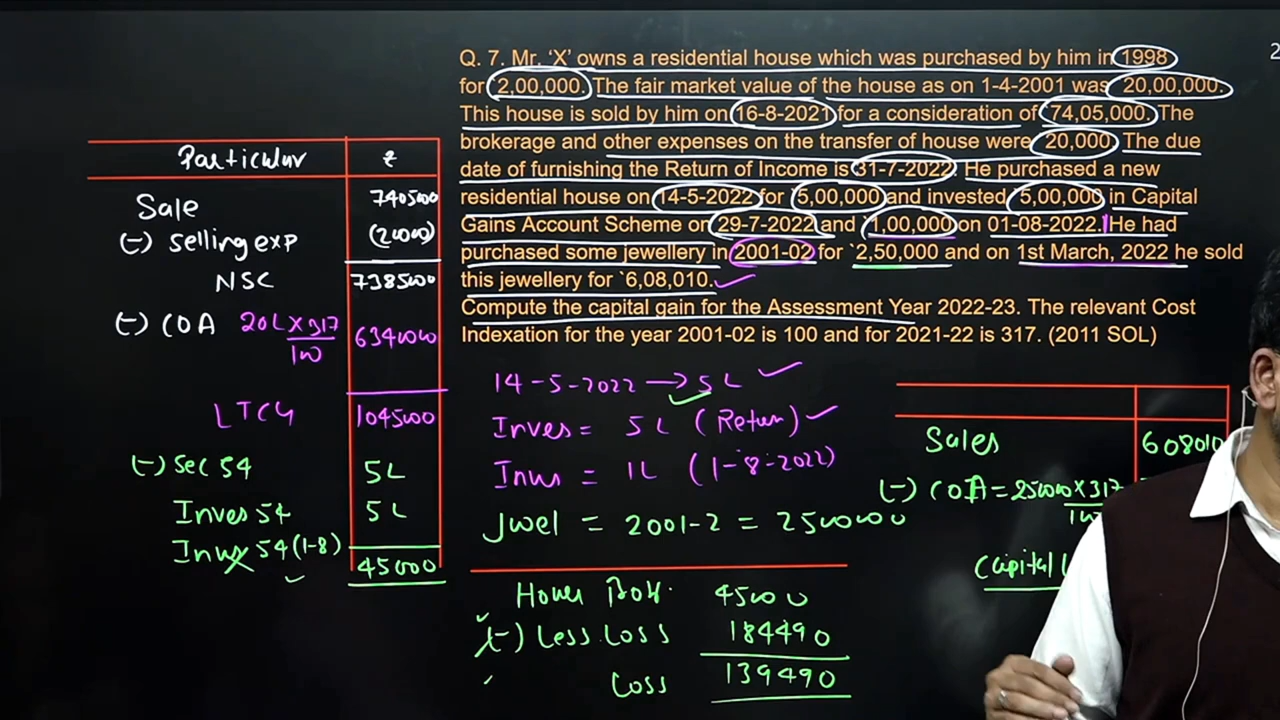 2
Q. 7. Mr. ‘X’ owns a residential house which was purchased by him in 1998
for 2,00,000. The fair market value of the house as on 1-4-2001 was 20,00,000.
This house is sold by him on 16-8-2021 for a consideration of `74,05,000. The
brokerage and other expenses on the transfer of house were `20,000. The due
date of furnishing the Return of Income is 31-7-2022. He purchased a new
residential house on 14-5-2022 for `5,00,000 and invested `5,00,000 in Capital
Gains Account Scheme on 29-7-2022 and `1,00,000 on 01-08-2022. He had
purchased some jewellery in 2001-02 for `2,50,000 and on 1st March, 2022 he sold
this jewellery for `6,08,010.
Compute the capital gain for the Assessment Year 2022-23. The relevant Cost
Indexation for the year 2001-02 is 100 and for 2021-22 is 317. (2011 SOL)
Particular ₹
Sale 7405000
(-) Selling exp (20000)
NSC 7385000
(-) COA 20L X 317 6340000
100
LTCG 1045000
(-) Sec 54 5L
Inves 54 5L
Inves 54 (1-8)
45000
14-5-2022 → 5L
Inves = 5L (Return)
Inves = 1L (1-8-2022)
Jwel = 2001-2 = 2500000
House Prop. 45000
(-) Less Loss 184490
Loss 139490
Sales 608010
(-) COA = 250000 X 317
100
Capital L